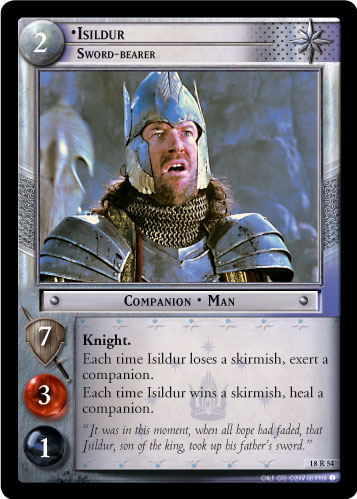 2
•Isildur
Sword-bearer
Companion • Man
7
3
1
Knight.
Each time Isildur loses a skirmish, exert a
companion.
Each time Isildur wins a skirmish, heal a
companion.
"It was in this moment, when all hope had faded, that
Isildur, son of the king, took up his father's sword."
18 R 54